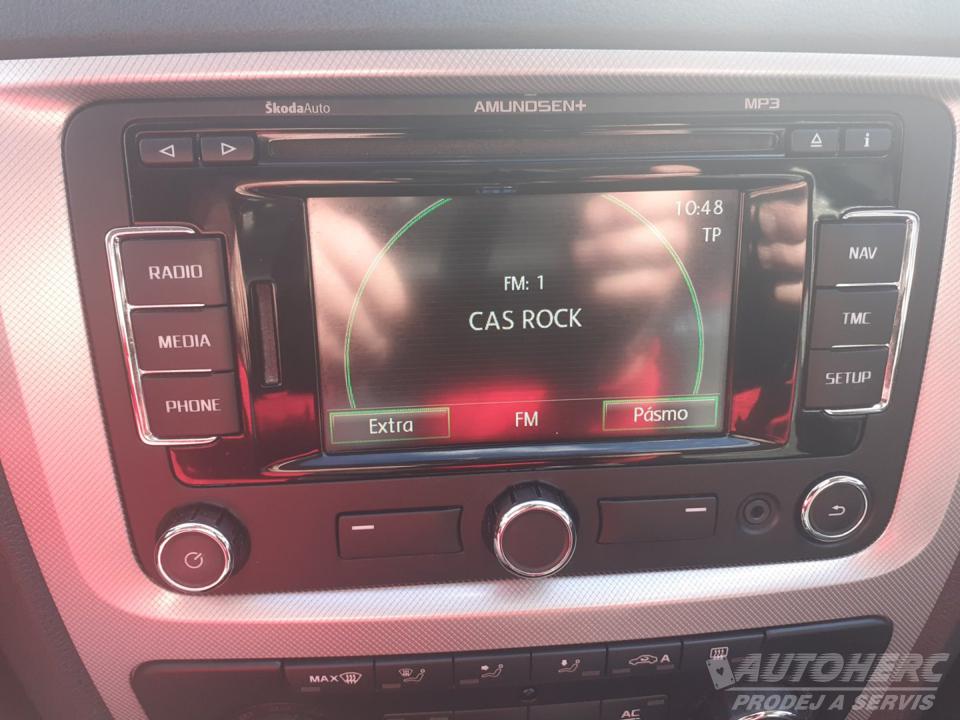 ŠkodaAuto AMUNDSEN+ MP3
i
10:48
TP
RADIO
NAV
FM: 1
CAS ROCK
MEDIA
TMC
PHONE
SETUP
Extra FM Pásmo
MAX
A
AC
AUTOHERC
PRODEJ A SERVIS